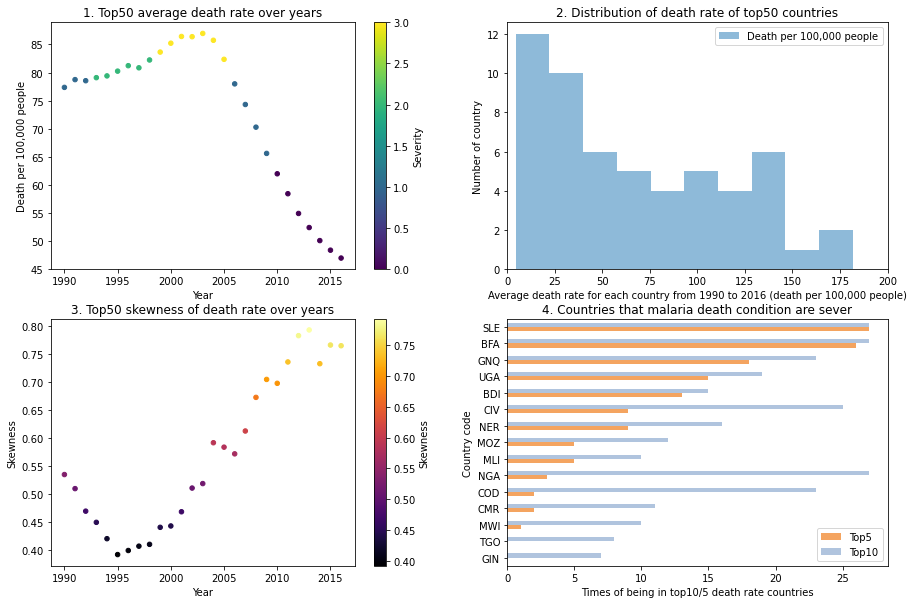 1. Top50 average death rate over years
Death per 100,000 people
85
80
75
70
65
60
55
50
45
1990
1995
2000
2005
2010
2015
Year
3.0
2.5
2.0
1.5
1.0
0.5
0.0
Severity
2. Distribution of death rate of top50 countries
Death per 100,000 people
Number of country
12
10
8
6
4
2
0
0
25
50
75
100
125
150
175
200
Average death rate for each country from 1990 to 2016 (death per 100,000 people)
3. Top50 skewness of death rate over years
Skewness
0.80
0.75
0.70
0.65
0.60
0.55
0.50
0.45
0.40
1990
1995
2000
2005
2010
2015
Year
0.75
0.70
0.65
0.60
0.55
0.50
0.45
0.40
Skewness
4. Countries that malaria death condition are sever
Country code
SLE
BFA
GNQ
UGA
BDI
CIV
NER
MOZ
MLI
NGA
COD
CMR
MWI
TGO
GIN
Top5
Top10
0
5
10
15
20
25
Times of being in top10/5 death rate countries